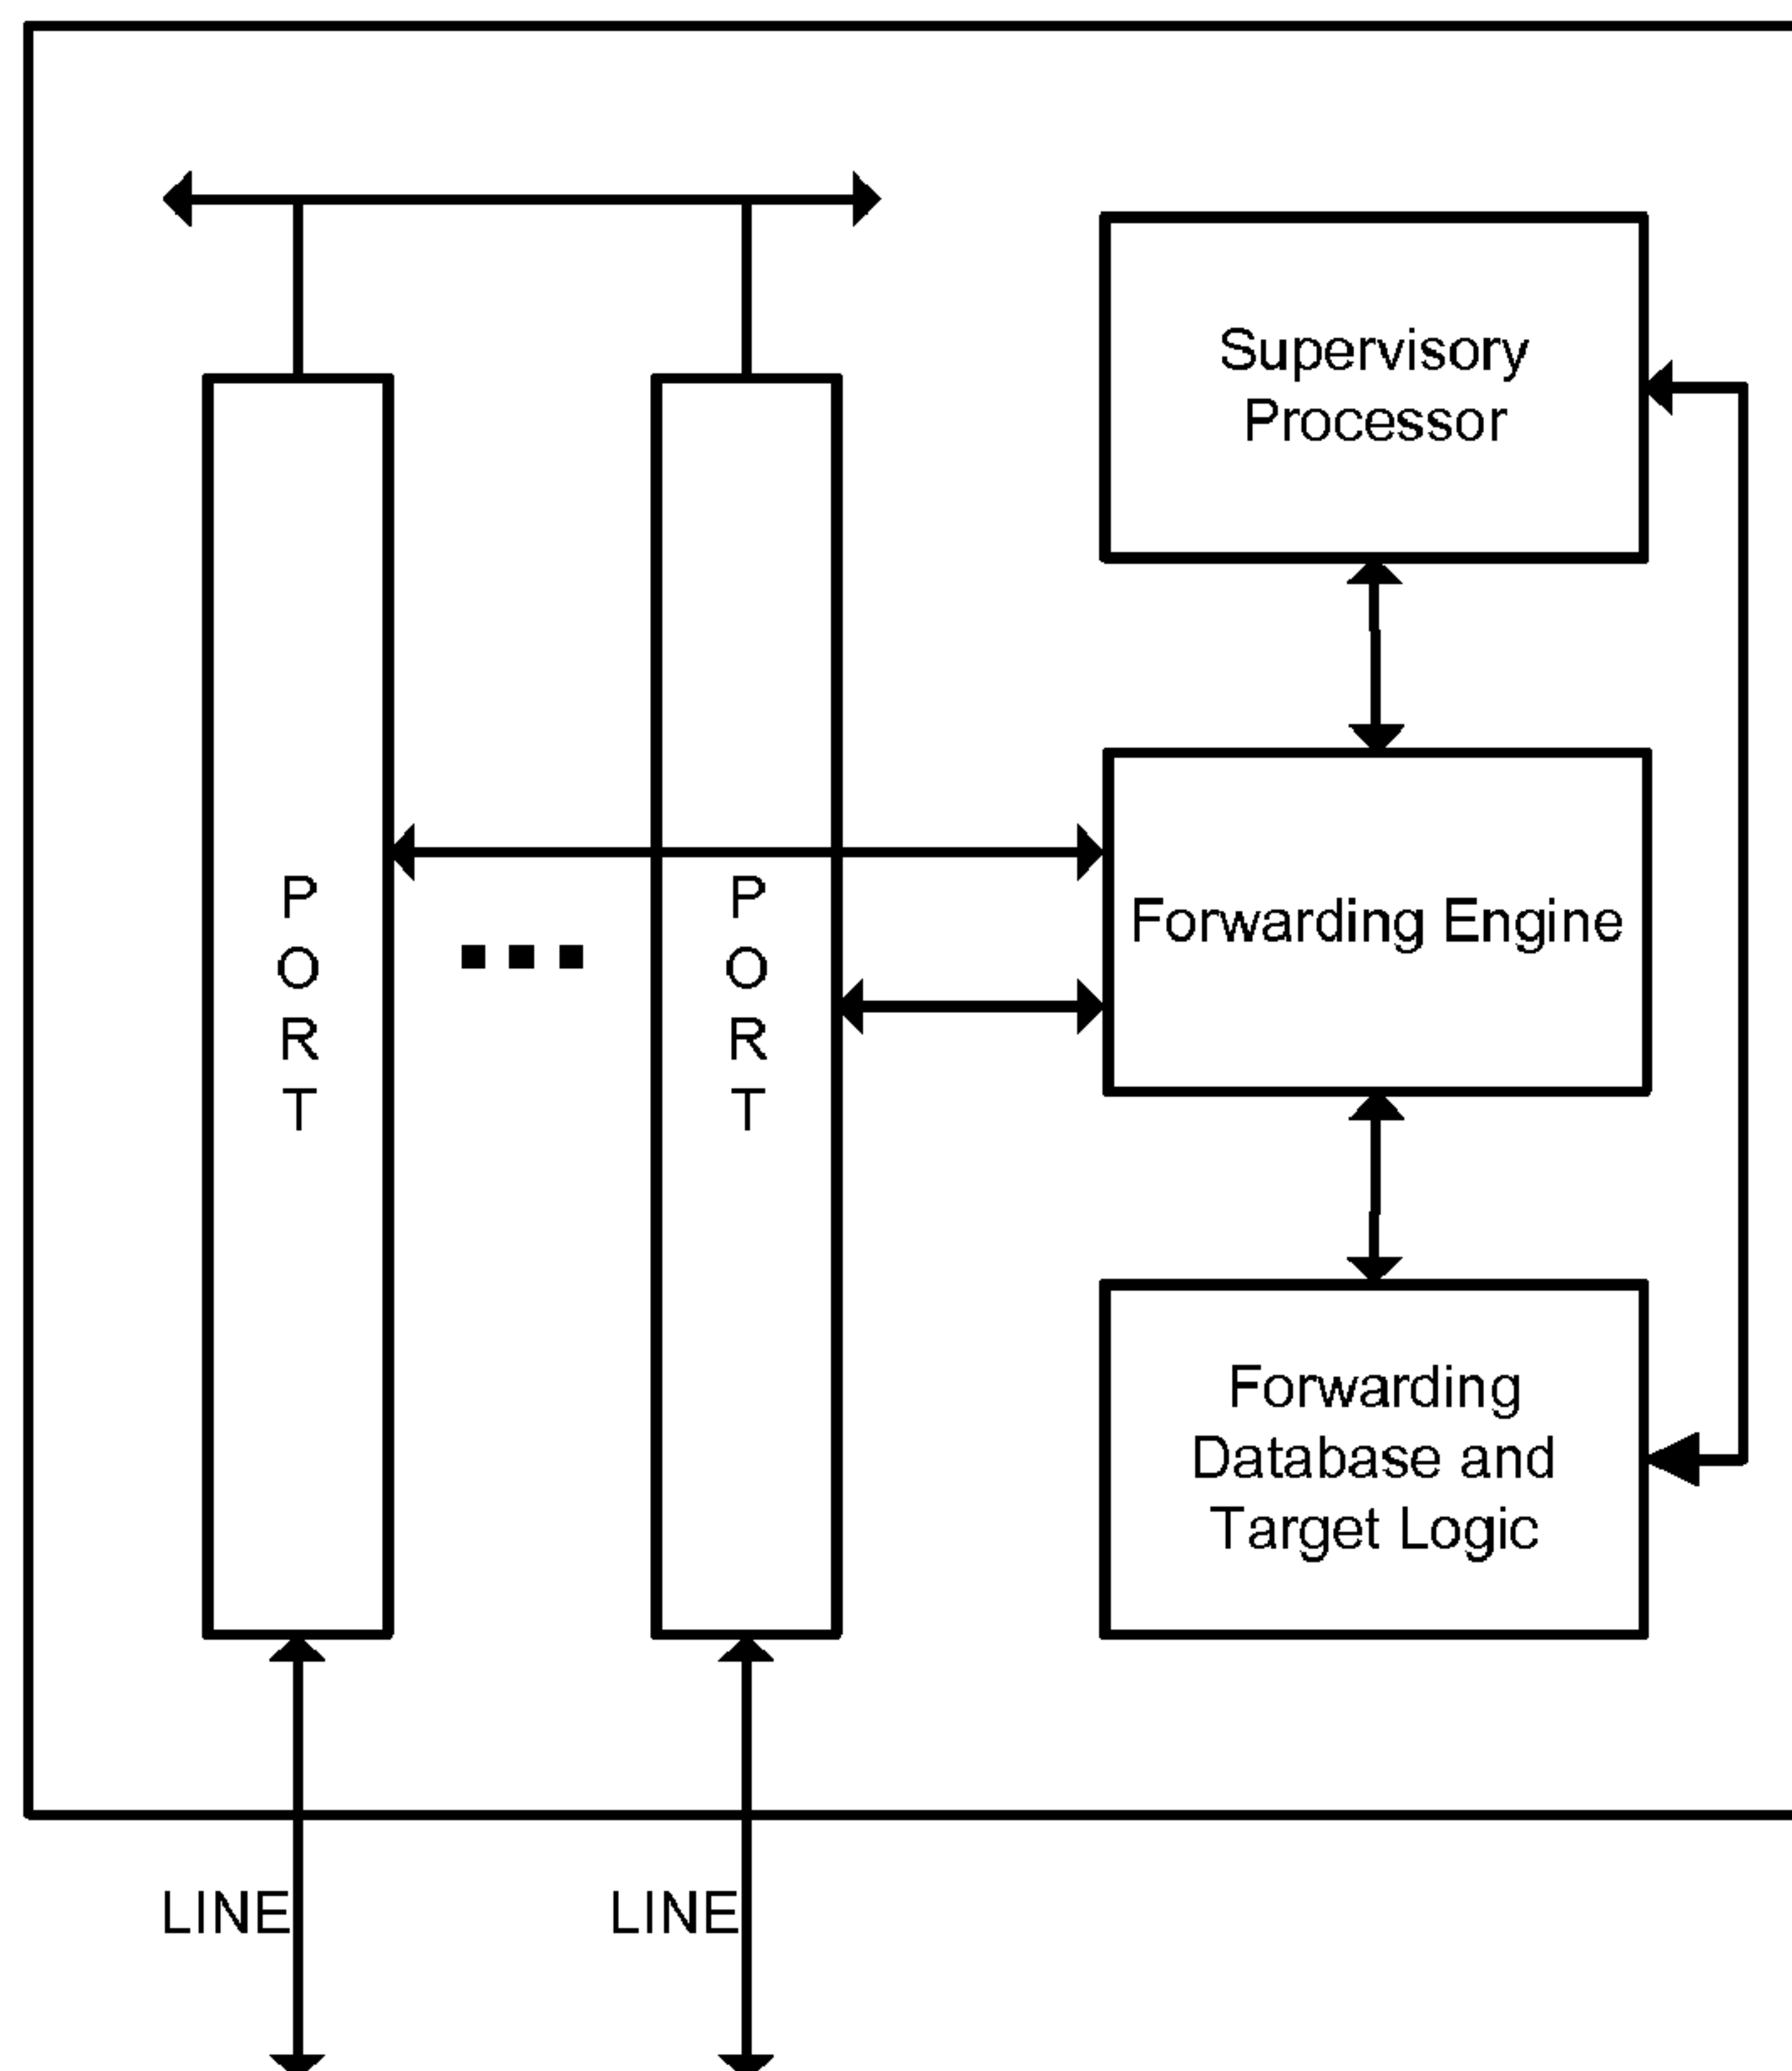 Supervisory
Processor
P
O
R
T
P
O
R
T
Forwarding Engine
Forwarding
Database and
Target Logic
LINE
LINE